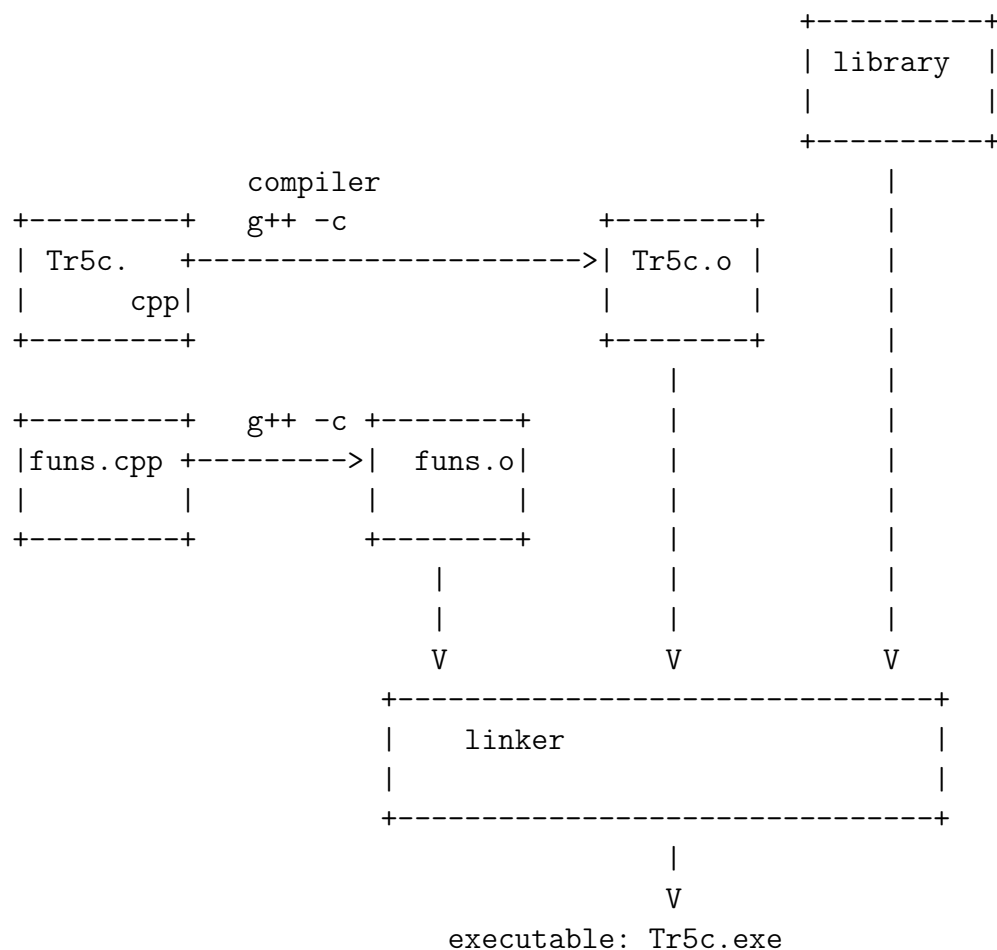 library
compiler
g++ -c
Tr5c.
cpp
Tr5c.o
g++ -c
funs.cpp
funs.o
V V V
linker
V
executable: Tr5c.exe